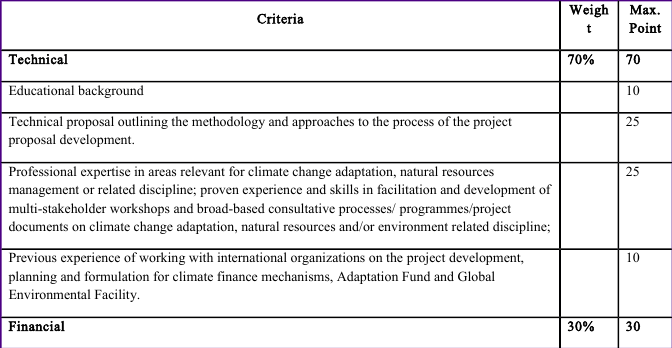 Criteria
Weigh
t
Max.
Point
Technical 70% 70
Educational background 10
Technical proposal outlining the methodology and approaches to the process of the project 25
proposal development.
Professional expertise in areas relevant for climate change adaptation, natural resources 25
management or related discipline; proven experience and skills in facilitation and development of
multi-stakeholder workshops and broad-based consultative processes/ programmes/project
documents on climate change adaptation, natural resources and/or environment related discipline;
Previous experience of working with international organizations on the project development, 10
planning and formulation for climate finance mechanisms, Adaptation Fund and Global
Environmental Facility.
Financial 30% 30